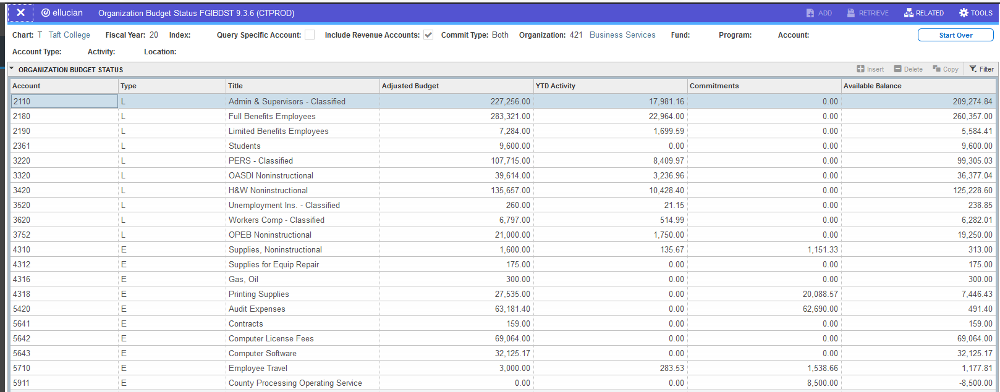 ellucian Organization Budget Status FGIBDST 9.3.6 (CTPROD) ADD RETRIEVE RELATED TOOLS
Chart: T Taft College Fiscal Year: 20 Index: Query Specific Account: Include Revenue Accounts: Commit Type: Both Organization: 421 Business Services Fund: Program: Account: Start Over
Account Type: Activity: Location:
ORGANIZATION BUDGET STATUS Insert Delete Copy Filter
Account Type Title Adjusted Budget YTD Activity Commitments Available Balance
2110 L Admin & Supervisors - Classified 227,256.00 17,981.16 0.00 209,274.84
2180 L Full Benefits Employees 283,321.00 22,964.00 0.00 260,357.00
2190 L Limited Benefits Employees 7,284.00 1,699.59 0.00 5,584.41
2361 L Students 9,600.00 0.00 0.00 9,600.00
3220 L PERS - Classified 107,715.00 8,409.97 0.00 99,305.03
3320 L OASDI Noninstructional 39,614.00 3,236.96 0.00 36,377.04
3420 L H&W Noninstructional 135,657.00 10,428.40 0.00 125,228.60
3520 L Unemployment Ins. - Classified 260.00 21.15 0.00 238.85
3620 L Workers Comp - Classified 6,797.00 514.99 0.00 6,282.01
3752 L OPEB Noninstructional 21,000.00 1,750.00 0.00 19,250.00
4310 E Supplies, Noninstructional 1,600.00 135.67 1,151.33 313.00
4312 E Supplies for Equip Repair 175.00 0.00 0.00 175.00
4316 E Gas, Oil 300.00 0.00 0.00 300.00
4318 E Printing Supplies 27,535.00 0.00 20,088.57 7,446.43
5420 E Audit Expenses 63,181.40 0.00 62,690.00 491.40
5641 E Contracts 159.00 0.00 0.00 159.00
5642 E Computer License Fees 69,064.00 0.00 0.00 69,064.00
5643 E Computer Software 32,125.17 0.00 0.00 32,125.17
5710 E Employee Travel 3,000.00 283.53 1,538.66 1,177.81
5911 E County Processing Operating Service 0.00 0.00 8,500.00 -8,500.00